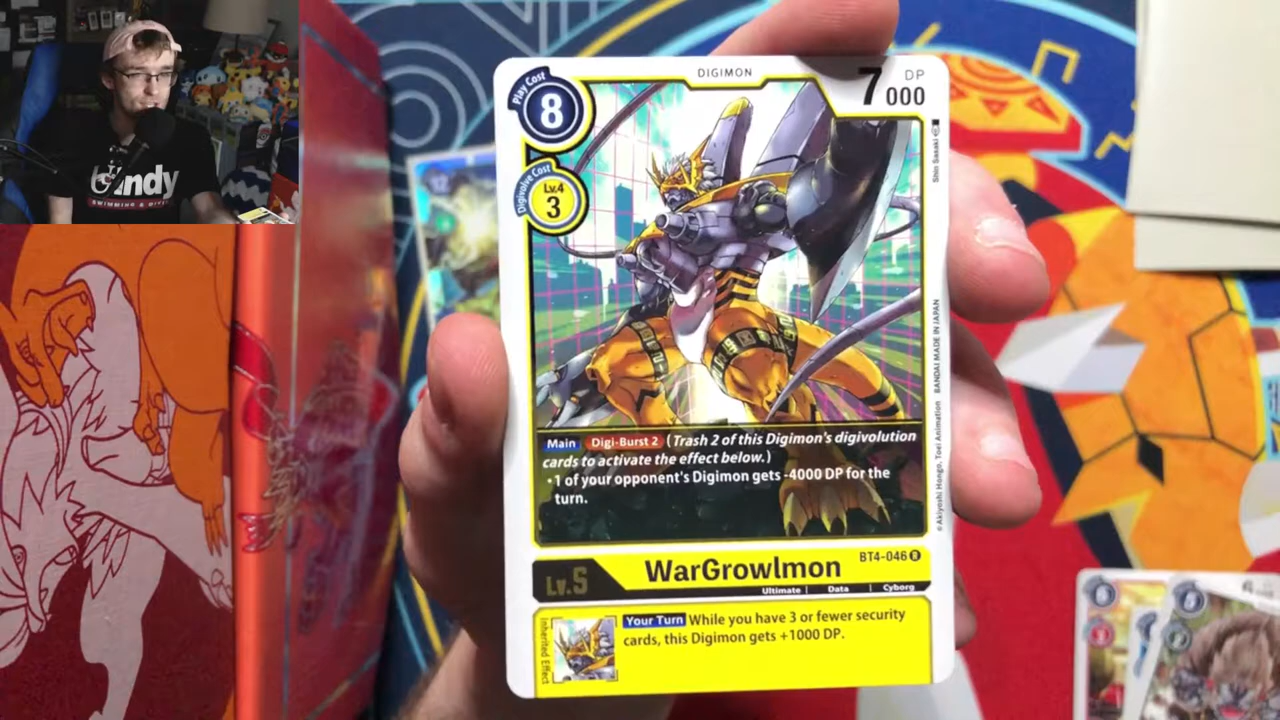 DIGIMON
Play Cost
8
7000 DP
Digivolve Cost
Lv.4
3
Shin Sasaki
Main Digi-Burst 2 (Trash 2 of this Digimon's digivolution
cards to activate the effect below.)
・1 of your opponent's Digimon gets -4000 DP for the
turn.
©Akiyoshi Hongo, Toei Animation BANDAI MADE IN JAPAN
Lv.5
WarGrowlmon
BT4-046 R
Ultimate | Data | Cyborg
Inherited Effect
Your Turn While you have 3 or fewer security
cards, this Digimon gets +1000 DP.
12